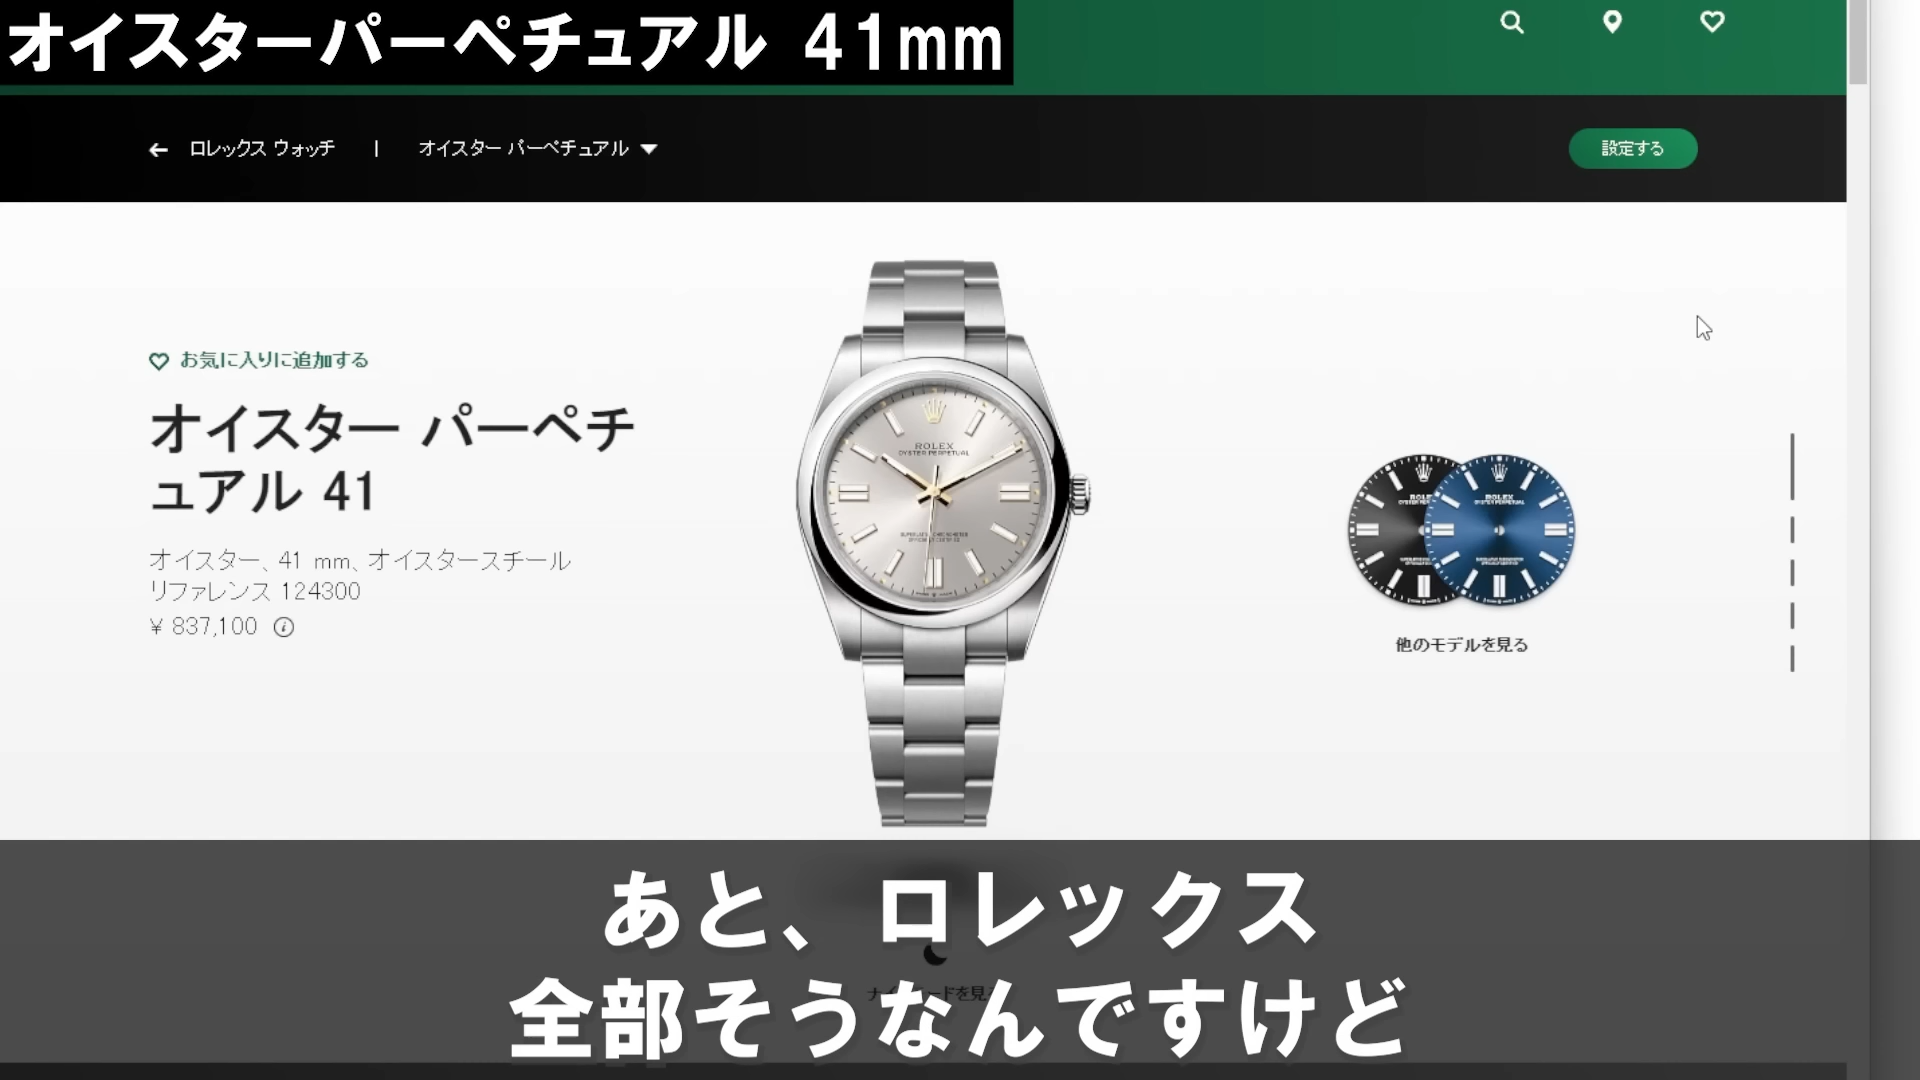 オイスターパーペチュアル 41mm
← ロレックス ウォッチ | オイスター パーペチュアル
設定する
お気に入りに追加する
オイスター パーペチ
ュアル 41
オイスター、41 mm、オイスタースチール
リファレンス 124300
¥ 837,100
ROLEX
OYSTER PERPETUAL
ROLEX
OYSTER PERPETUAL
他のモデルを見る
あと、ロレックス
全部そうなんですけど